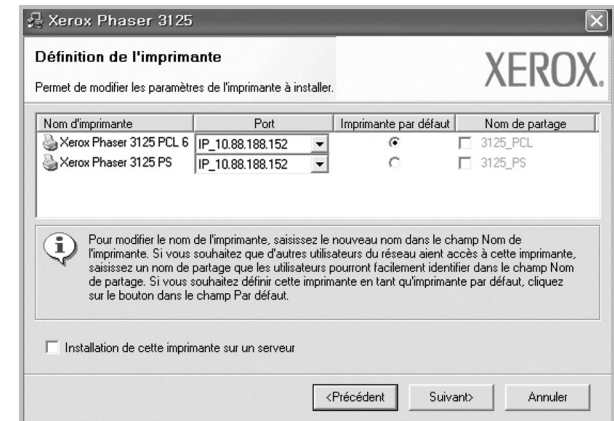 Xerox Phaser 3125
Définition de l'imprimante
Permet de modifier les paramètres de l'imprimante à installer.
XEROX.
Nom d'imprimante Port Imprimante par défaut Nom de partage
Xerox Phaser 3125 PCL 6 IP_10.88.188.152 3125_PCL
Xerox Phaser 3125 PS IP_10.88.188.152 3125_PS
Pour modifier le nom de l'imprimante, saisissez le nouveau nom dans le champ Nom de
l'imprimante. Si vous souhaitez que d'autres utilisateurs du réseau aient accès à cette imprimante,
saisissez un nom de partage que les utilisateurs pourront facilement identifier dans le champ Nom
de partage. Si vous souhaitez définir cette imprimante en tant qu'imprimante par défaut, cliquez
sur le bouton dans le champ Par défaut.
Installation de cette imprimante sur un serveur
<Précédent Suivant> Annuler